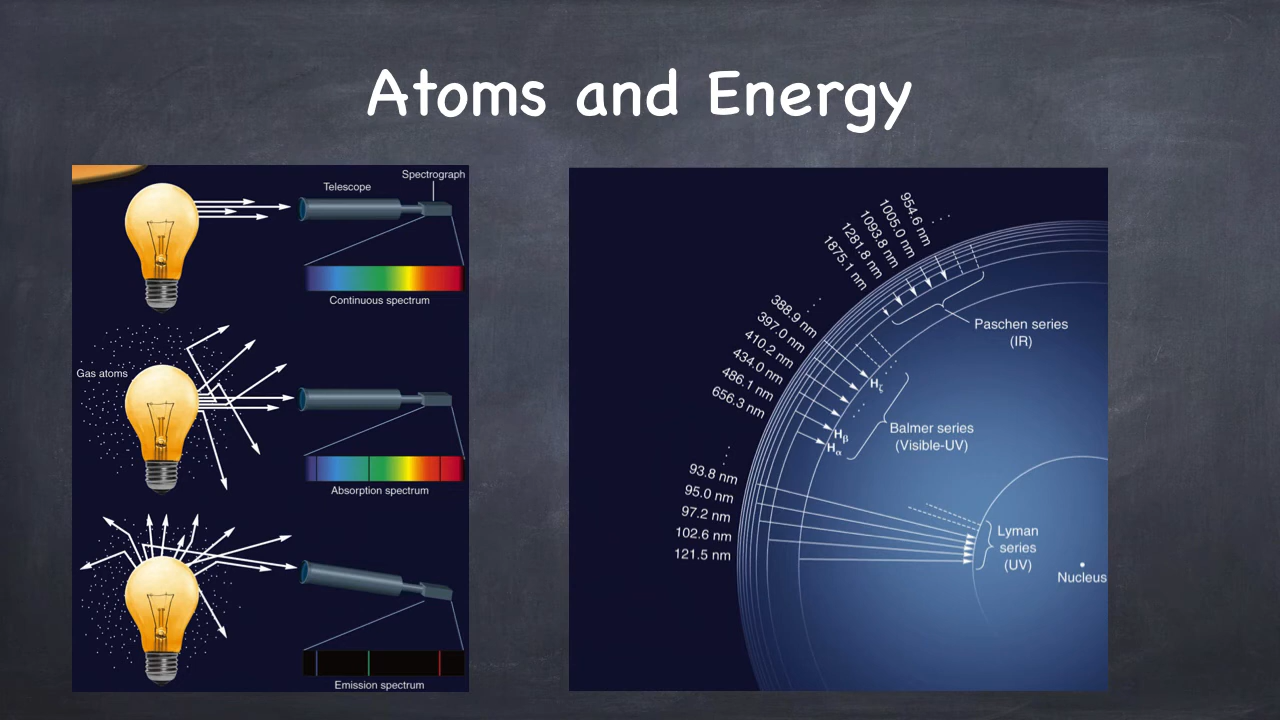 Atoms and Energy
Spectrograph
Telescope
Continuous spectrum
Gas atoms
Absorption spectrum
Emission spectrum
954.6 nm
1005.0 nm
1093.8 nm
1281.8 nm
1875.1 nm
Paschen series
(IR)
388.9 nm
397.0 nm
410.2 nm
434.0 nm
486.1 nm
656.3 nm
Hζ
Hβ
Hα
Balmer series
(Visible-UV)
93.8 nm
95.0 nm
97.2 nm
102.6 nm
121.5 nm
Lyman
series
(UV)
Nucleus